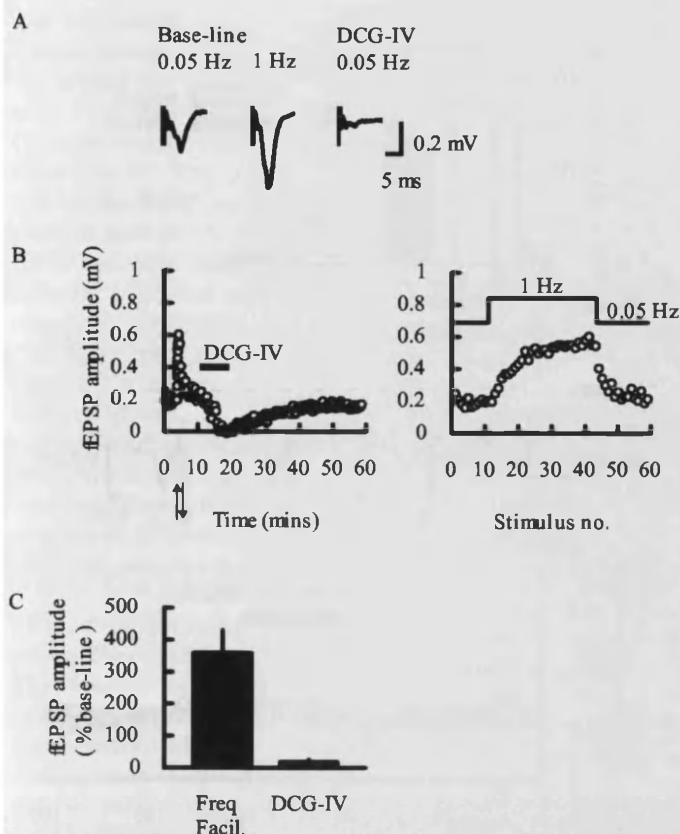 A
Base-line DCG-IV
0.05 Hz 1 Hz 0.05 Hz
0.2 mV
5 ms
B
fEPSP amplitude (mV)
1
0.8
0.6
0.4
0.2
0
DCG-IV
0 10 20 30 40 50 60
Time (mins)
1
0.8
0.6
0.4
0.2
0
1 Hz
0.05 Hz
0 10 20 30 40 50 60
Stimulus no.
C
fEPSP amplitude
(% base-line)
500
400
300
200
100
0
Freq DCG-IV
Facil.